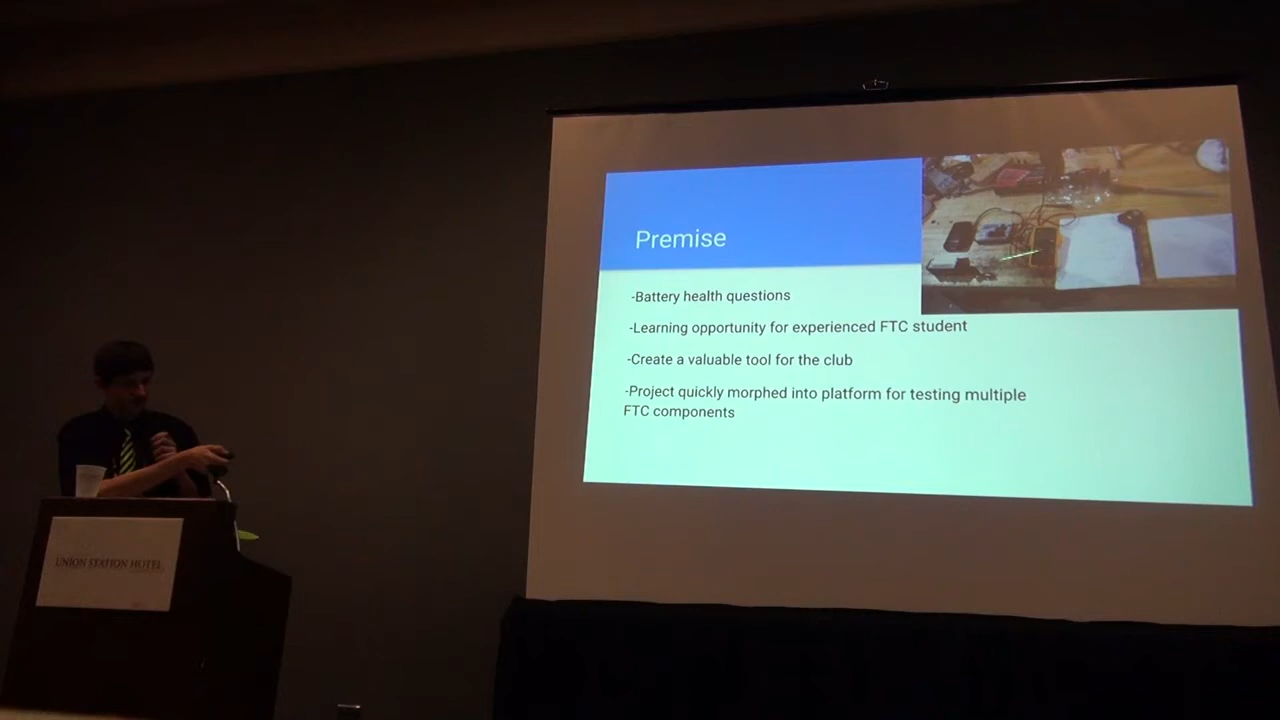 Premise
-Battery health questions
-Learning opportunity for experienced FTC student
-Create a valuable tool for the club
-Project quickly morphed into platform for testing multiple
FTC components
UNION STATION HOTEL